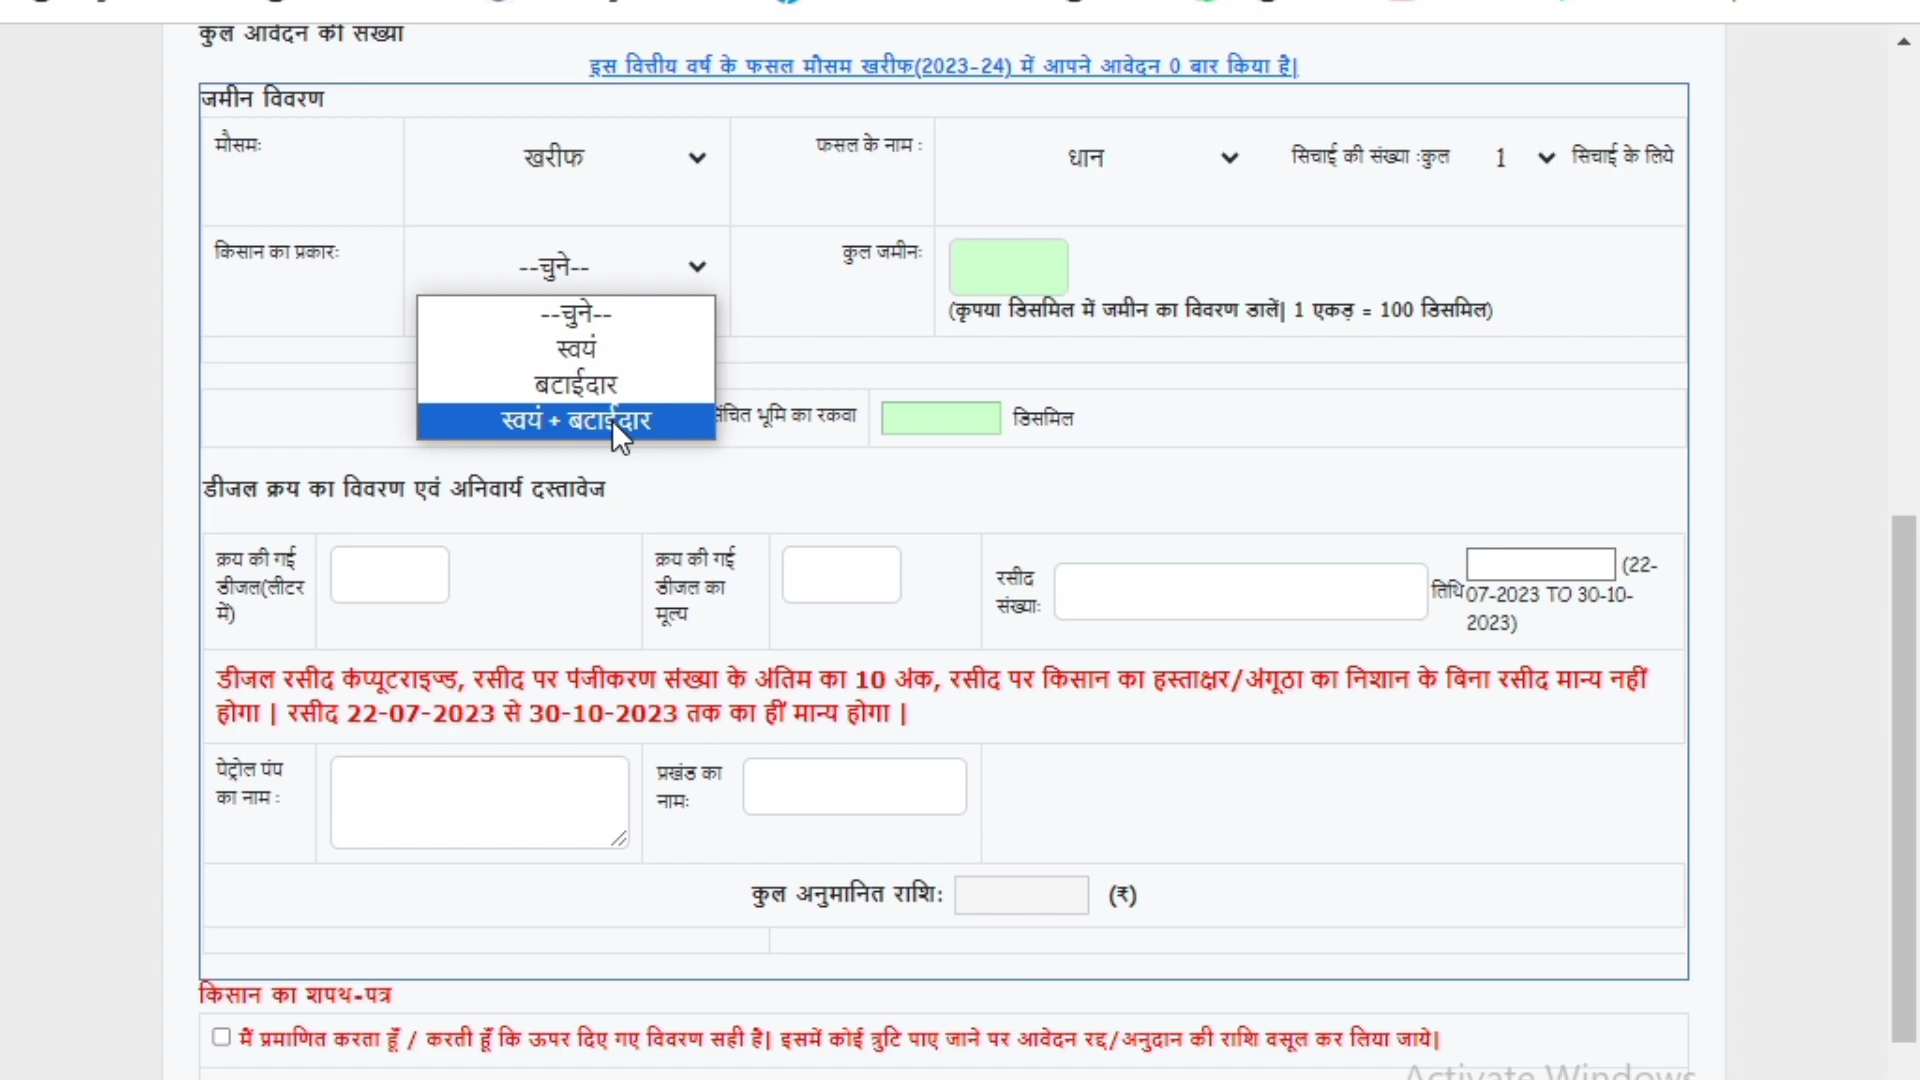 कुल आवेदन की संख्या
इस वित्तीय वर्ष के फसल मौसम खरीफ(2023-24) में आपने आवेदन 0 बार किया है|
जमीन विवरण
मौसमः खरीफ फसल के नाम : धान सिचाई की संख्या :कुल 1 सिचाई के लिये
किसान का प्रकारः --चुने-- कुल जमीनः
(कृपया डिसमिल में जमीन का विवरण डालें| 1 एकड़ = 100 डिसमिल)
--चुने--
स्वयं
बटाईदार
स्वयं + बटाईदार
भूमि का रकवा डिसमिल
डीजल क्रय का विवरण एवं अनिवार्य दस्तावेज
क्रय की गई
डीजल(लीटर
में)
क्रय की गई
डीजल का
मूल्य
रसीद
संख्याः
तिथि (22-
07-2023 TO 30-10-
2023)
डीजल रसीद कंप्यूटराइज्ड, रसीद पर पंजीकरण संख्या के अंतिम का 10 अंक, रसीद पर किसान का हस्ताक्षर/अंगूठा का निशान के बिना रसीद मान्य नहीं
होगा | रसीद 22-07-2023 से 30-10-2023 तक का हीं मान्य होगा |
पेट्रोल पंप
का नाम :
प्रखंड का
नामः
कुल अनुमानित राशि: (₹)
किसान का शपथ-पत्र
मैं प्रमाणित करता हूँ / करती हूँ कि ऊपर दिए गए विवरण सही है| इसमें कोई त्रुटि पाए जाने पर आवेदन रद्द/अनुदान की राशि वसूल कर लिया जाये|
Activate Windows